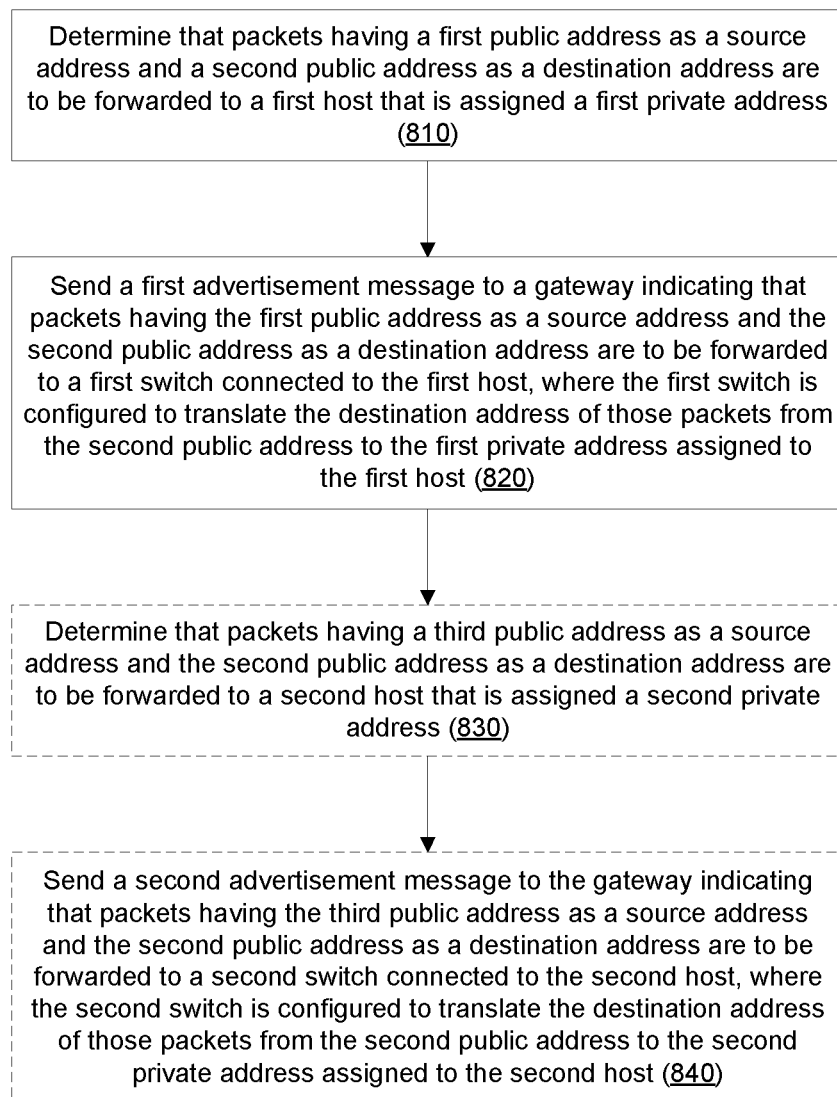 Determine that packets having a first public address as a source
address and a second public address as a destination address are
to be forwarded to a first host that is assigned a first private address
(810)
Send a first advertisement message to a gateway indicating that
packets having the first public address as a source address and the
second public address as a destination address are to be forwarded
to a first switch connected to the first host, where the first switch is
configured to translate the destination address of those packets from
the second public address to the first private address assigned to
the first host (820)
Determine that packets having a third public address as a source
address and the second public address as a destination address are
to be forwarded to a second host that is assigned a second private
address (830)
Send a second advertisement message to the gateway indicating
that packets having the third public address as a source address
and the second public address as a destination address are to be
forwarded to a second switch connected to the second host, where
the second switch is configured to translate the destination address
of those packets from the second public address to the second
private address assigned to the second host (840)